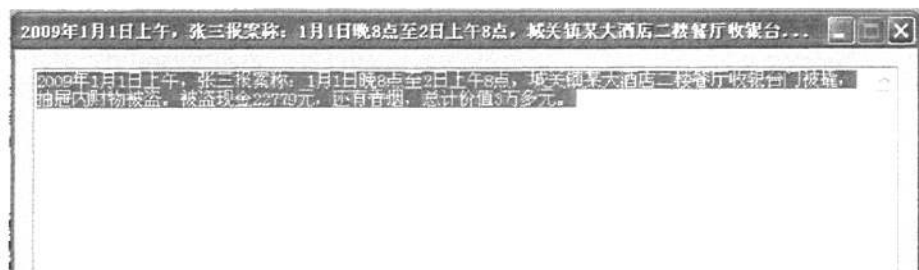 2009年1月1日上午，张三报案称：1月1日晚8点至2日上午8点，城关镇某大酒店二楼餐厅收银台...
2009年1月1日上午，张三报案称：1月1日晚8点至2日上午8点，城关镇某大酒店二楼餐厅收银台门被撬，
抽屉内财物被盗。被盗现金22779元，还有香烟，总计价值3万多元。